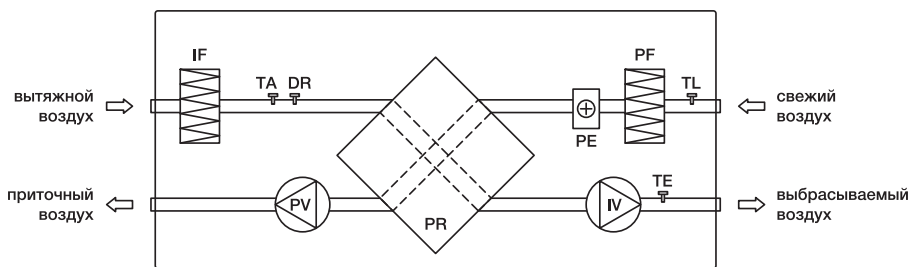 IF
PF
TA DR
TL
вытяжной
воздух
свежий
воздух
PE
приточный
воздух
PV
PR
IV
TE
выбрасываемый
воздух